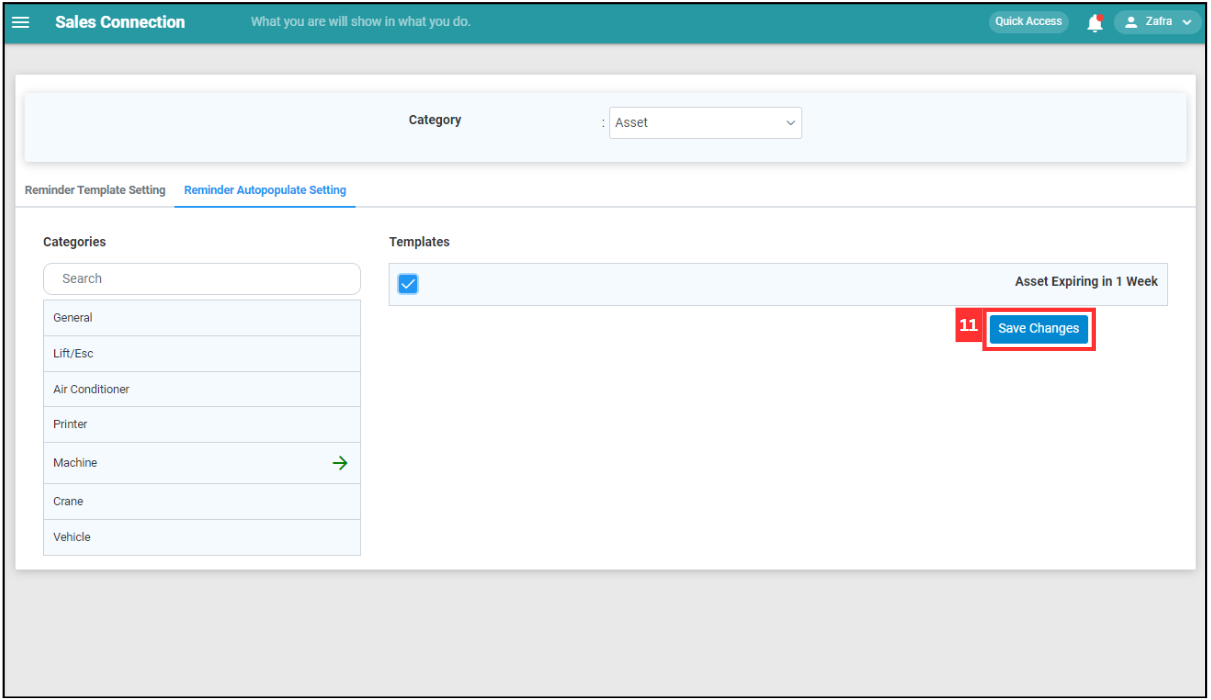 Sales Connection What you are will show in what you do. Quick Access Zafra
Category : Asset
Reminder Template Setting Reminder Autopopulate Setting
Categories Templates
Search
Asset Expiring in 1 Week
General
11 Save Changes
Lift/Esc
Air Conditioner
Printer
Machine
Crane
Vehicle